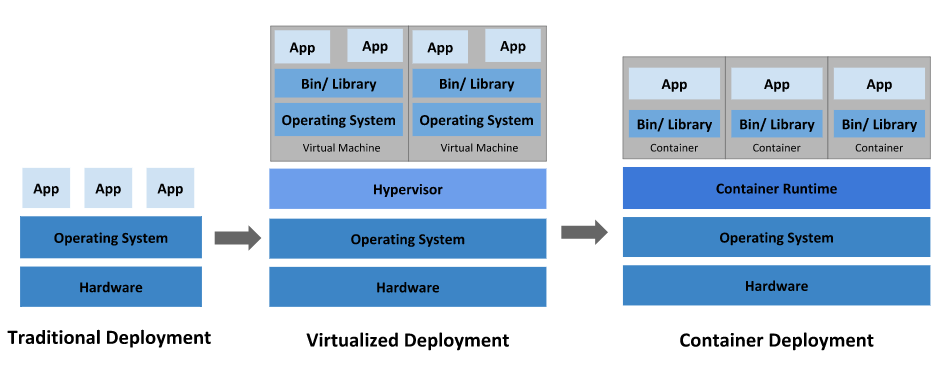 App
App
App
Operating System
Hardware
Traditional Deployment
App
App
Bin/ Library
Operating System
Virtual Machine
App
App
Bin/ Library
Operating System
Virtual Machine
Hypervisor
Operating System
Hardware
Virtualized Deployment
App
Bin/ Library
Container
App
Bin/ Library
Container
App
Bin/ Library
Container
Container Runtime
Operating System
Hardware
Container Deployment